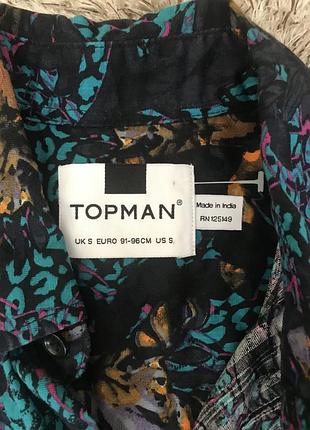 TOPMAN®
UK S EURO 91-96CM US S
Made in India
RN 125149